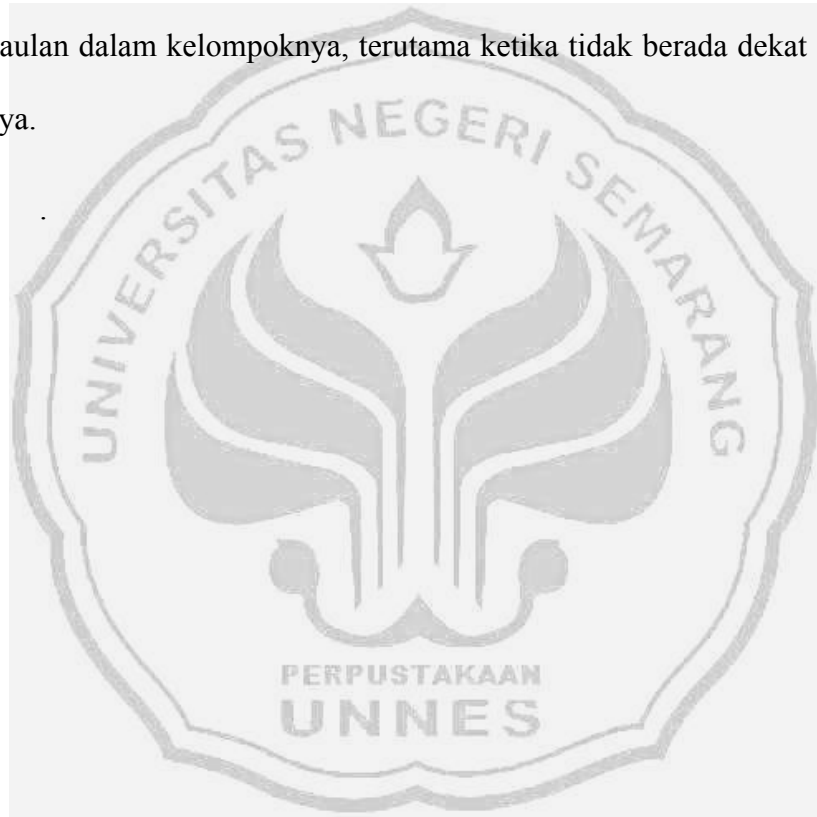 aulan dalam kelompoknya, terutama ketika tidak berada dekat
ya.
.
UNIVERSITAS NEGERI SEMARANG
PERPUSTAKAAN
UNNES